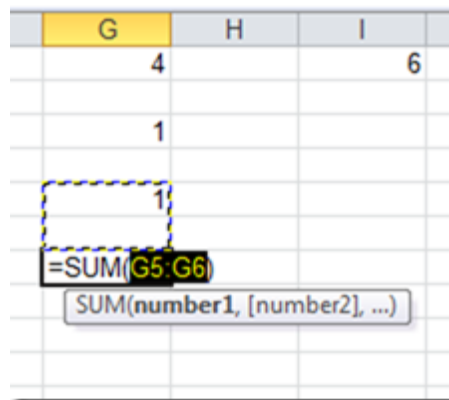 G H I
4 6
1
1
=SUM(G5:G6)
SUM(number1, [number2], ...)